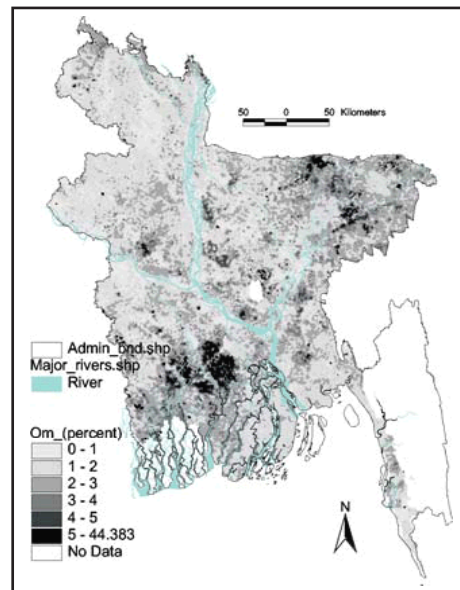 50 0 50 Kilometers
Admin_bnd.shp
Major_rivers.shp
River
Om_(percent)
0 - 1
1 - 2
2 - 3
3 - 4
4 - 5
5 - 44.383
No Data
N